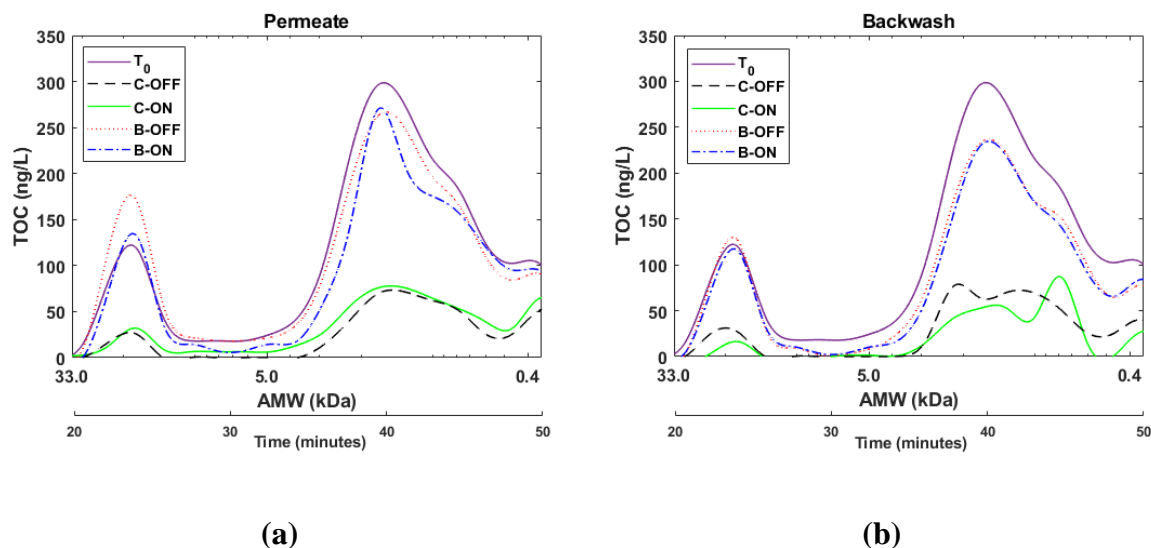 Permeate
350
300
250
200
150
100
50
0
TOC (ng/L)
T0
C-OFF
C-ON
B-OFF
B-ON
33.0 5.0 0.4
AMW (kDa)
20 30 40 50
Time (minutes)
(a)
Backwash
350
300
250
200
150
100
50
0
TOC (ng/L)
T0
C-OFF
C-ON
B-OFF
B-ON
33.0 5.0 0.4
AMW (kDa)
20 30 40 50
Time (minutes)
(b)